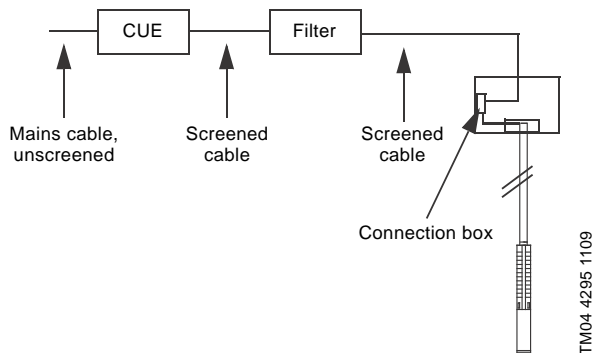 CUE
Filter
Mains cable,
unscreened
Screened
cable
Screened
cable
Connection box
TM04 4295 1109